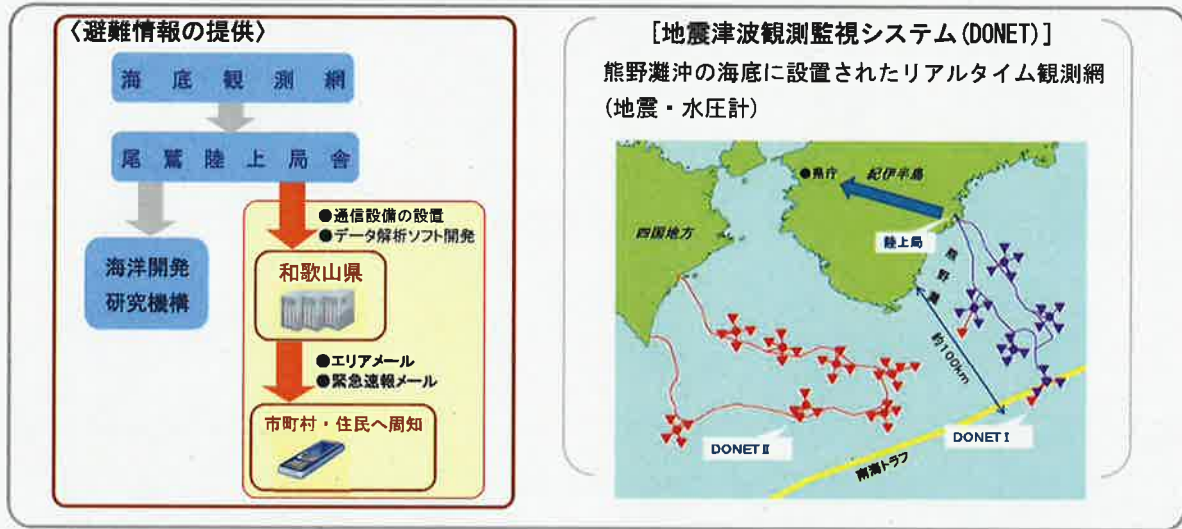 〈避難情報の提供〉
海底観測網
尾鷲陸上局舎
●通信設備の設置
●データ解析ソフト開発
海洋開発
研究機構
和歌山県
●エリアメール
●緊急速報メール
市町村・住民へ周知
[地震津波観測監視システム(DONET)]
熊野灘沖の海底に設置されたリアルタイム観測網
(地震・水圧計)
●県庁
紀伊半島
四国地方
陸上局
熊野灘
約100km
DONETⅡ
DONETⅠ
南海トラフ